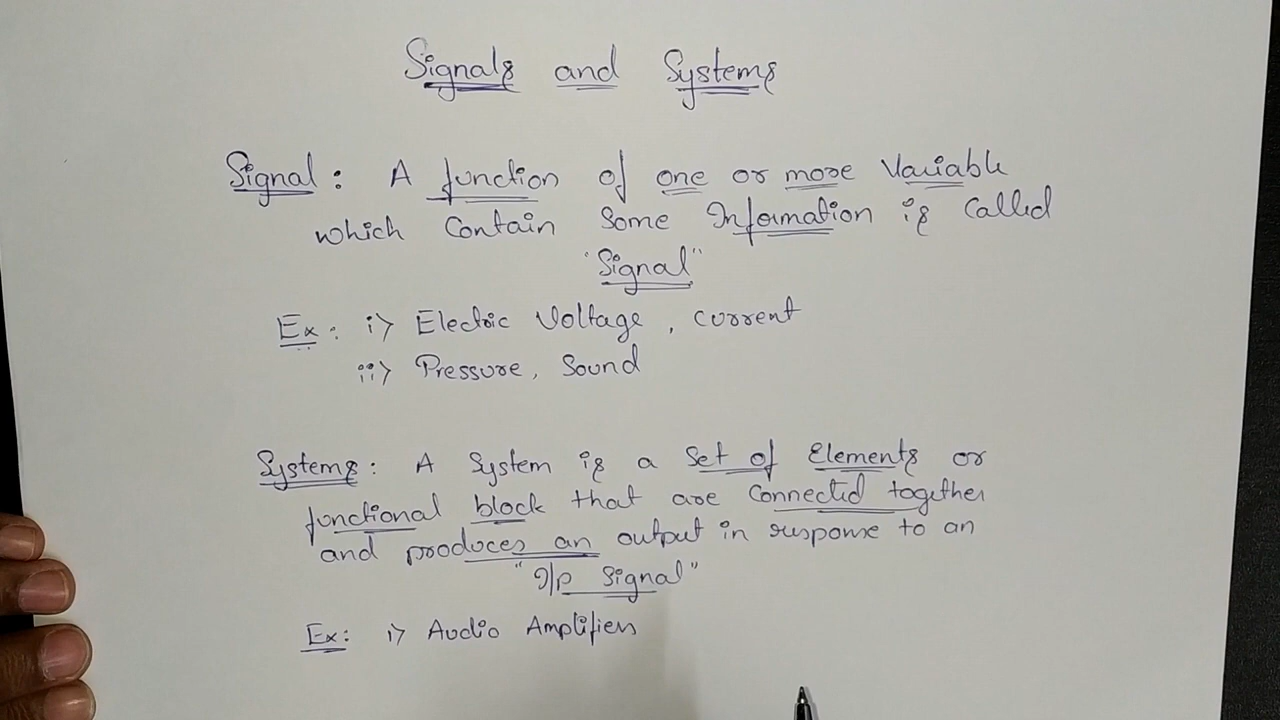 Signals and Systems
Signal : A function of one or more Variable
which Contain Some Information is Called
"Signal"
Ex : i> Electric Voltage , current
ii> Pressure, Sound
Systems : A System is a Set of Elements or
functional block that are Connected together
and produces an output in response to an
"I/p Signal"
Ex : i> Audio Amplifiers